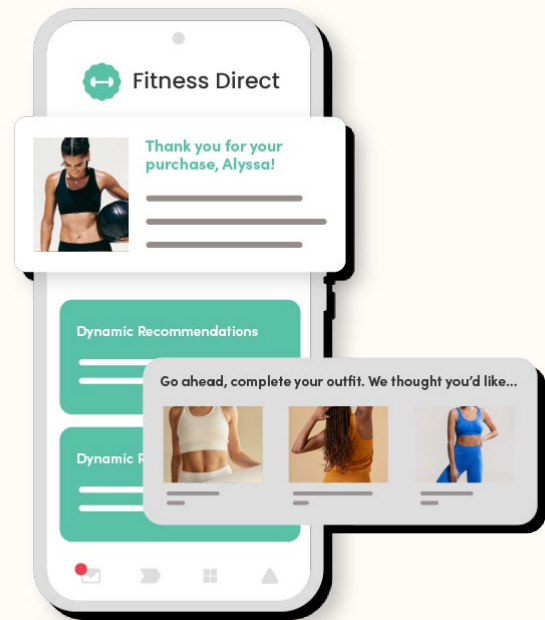 Fitness Direct
Thank you for your
purchase, Alyssa!
Dynamic Recommendations
Go ahead, complete your outfit. We thought you’d like...
Dynamic